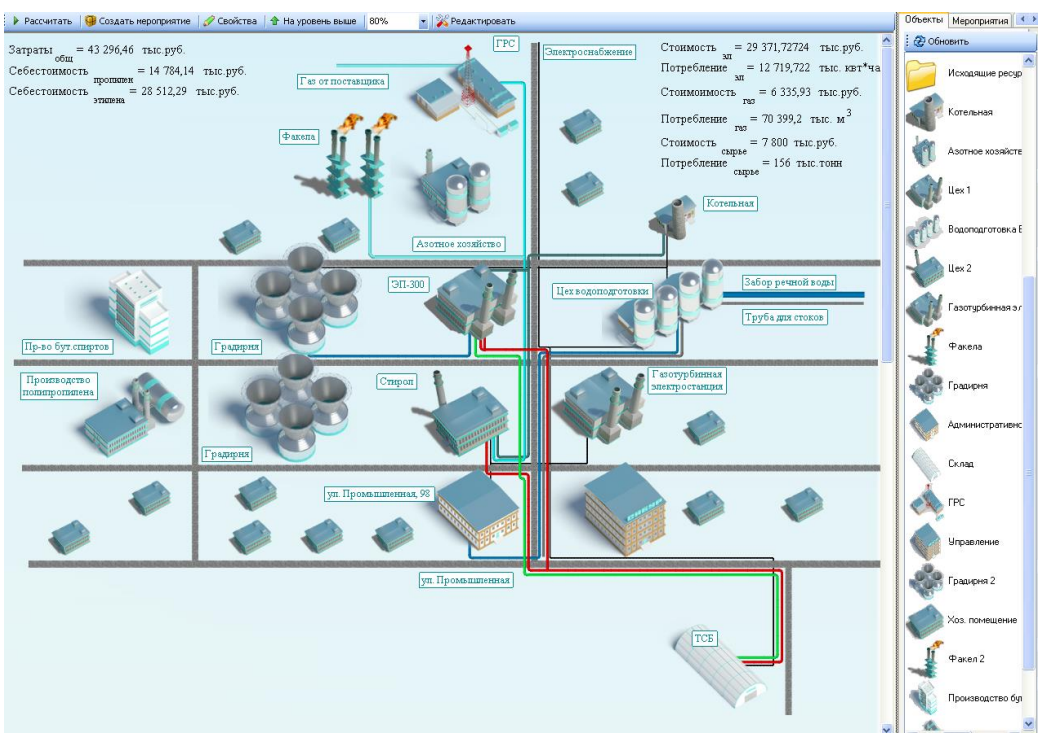 Рассчитать
Создать мероприятие
Свойства
На уровень выше
80%
Редактировать
Затраты общ = 43 296,46 тыс.руб.
Себестоимость пропилен = 14 784,14 тыс.руб.
Себестоимость этилена = 28 512,29 тыс.руб.
ГРС
Газ от поставщика
Факела
Электроснабжение
Стоимость эл = 29 371,72724 тыс.руб.
Потребление эл = 12 719,722 тыс. квт*ча
Стоимоимость газ = 6 335,93 тыс.руб.
Потребление газ = 70 399,2 тыс. м3
Стоимость сырье = 7 800 тыс.руб.
Потребление сырье = 156 тыс.тонн
Котельная
Азотное хозяйство
ЭП-300
Цех водоподготовки
Забор речной воды
Труба для стоков
Пр-во бут.спиртов
Градирня
Производство
полипропилена
Стирол
Газотурбинная
электростанция
Градирня
ул. Промышленная, 98
ул. Промышленная
ТСБ
Объекты
Мероприятия
Обновить
Исходящие ресур
Котельная
Азотное хозяйств
Цех 1
Водоподготовка Е
Цех 2
Газотурбинная эл
Факела
Градирня
Административнс
Склад
ГРС
Управление
Градирня 2
Хоз. помещение
Факел 2
Производство бут